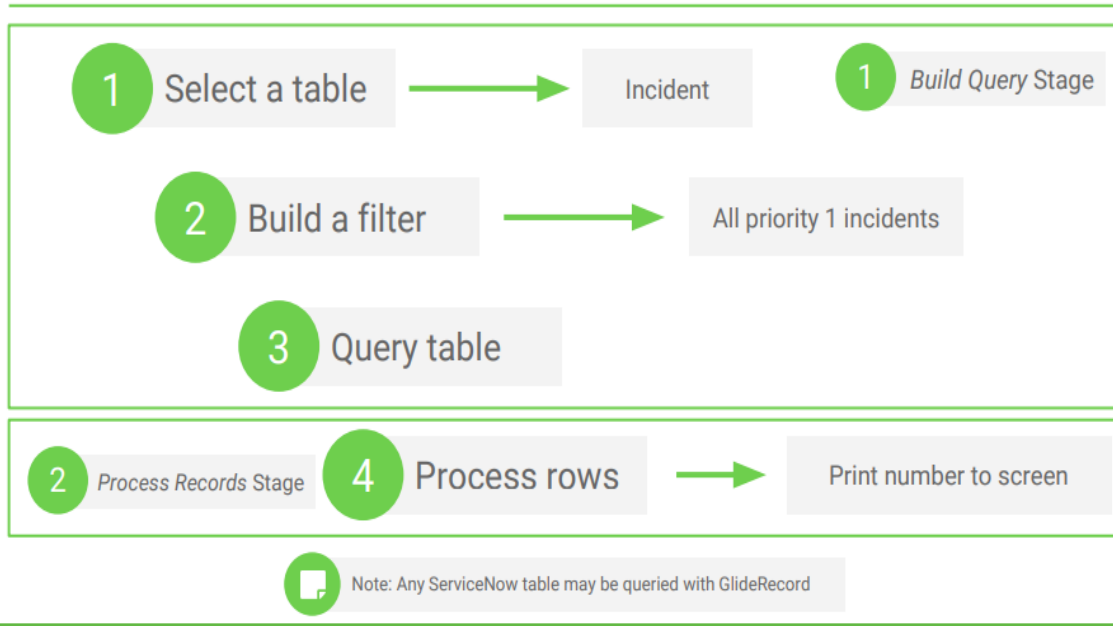 1 Select a table
Incident
1 Build Query Stage
2 Build a filter
All priority 1 incidents
3 Query table
2 Process Records Stage
4 Process rows
Print number to screen
Note: Any ServiceNow table may be queried with GlideRecord